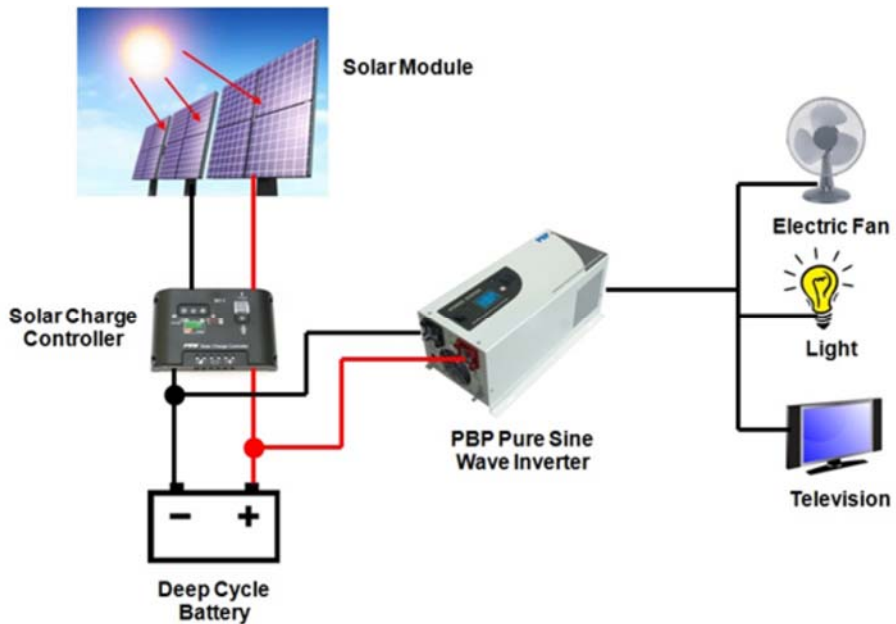 Solar Module
Solar Charge
Controller
PBP Pure Sine
Wave Inverter
Electric Fan
Light
Television
− +
Deep Cycle
Battery